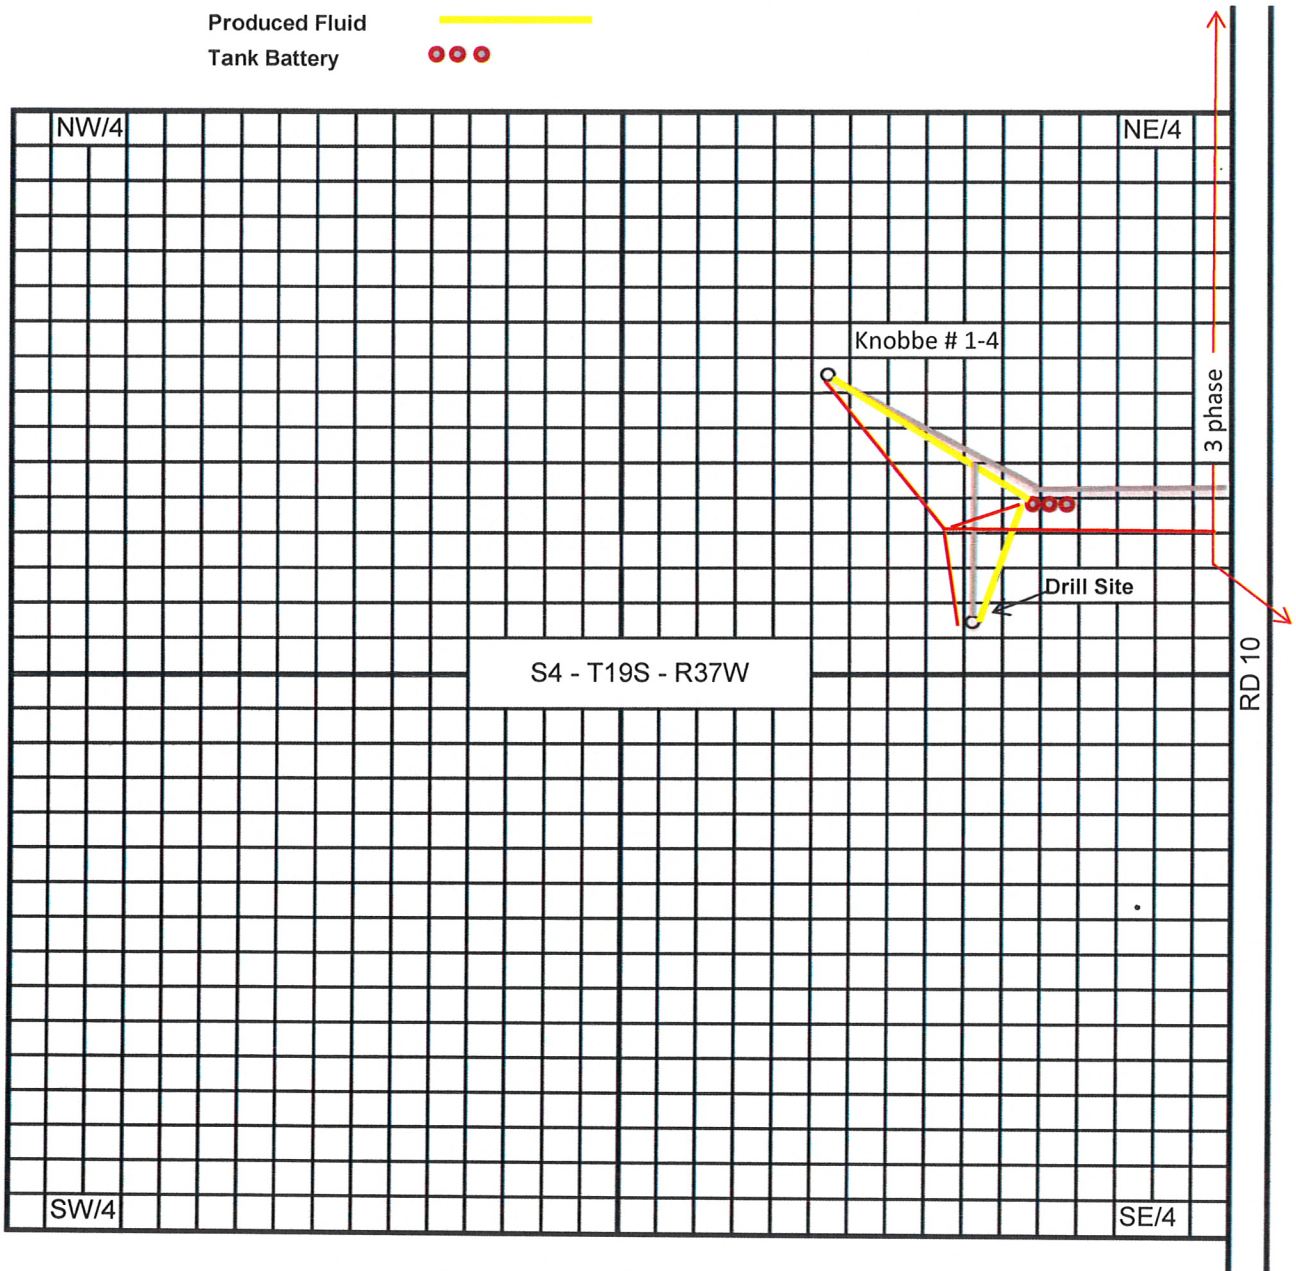 Produced Fluid
Tank Battery
NW/4
NE/4
Knobbe # 1-4
3 phase
Drill Site
S4 - T19S - R37W
RD 10
SW/4
SE/4